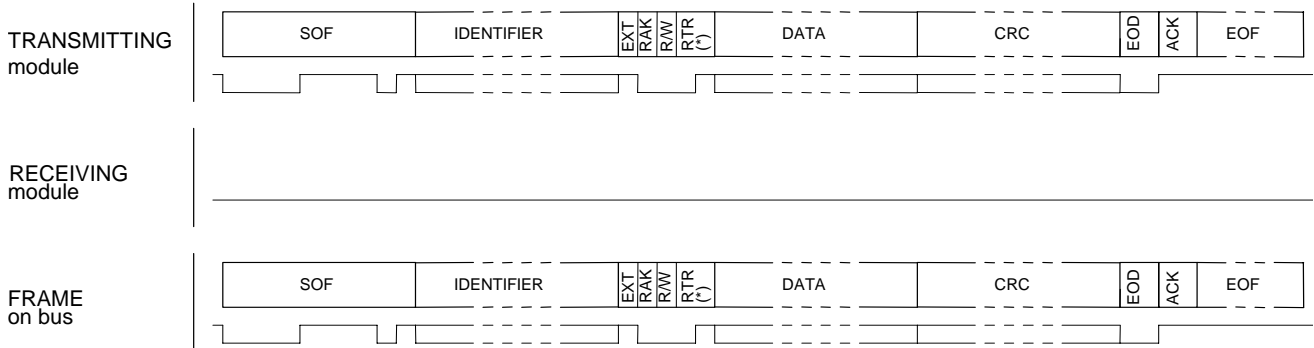 TRANSMITTING
module
SOF
IDENTIFIER
EXT
RAK
R/W
RTR
(*)
DATA
CRC
EOD
ACK
EOF
RECEIVING
module
FRAME
on bus
SOF
IDENTIFIER
EXT
RAK
R/W
RTR
(*)
DATA
CRC
EOD
ACK
EOF